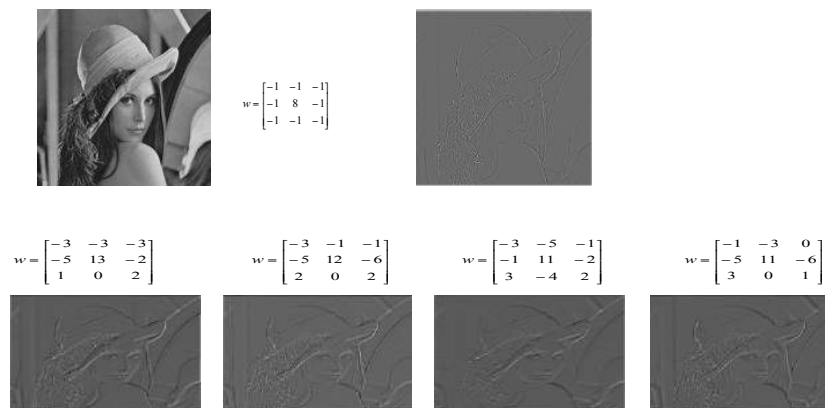 w = [−1 −1 −1
−1 8 −1
−1 −1 −1]
w = [−3 −3 −3
−5 13 −2
1 0 2]
w = [−3 −1 −1
−5 12 −6
2 0 2]
w = [−3 −5 −1
−1 11 −2
3 −4 2]
w = [−1 −3 0
−5 11 −6
3 0 1]